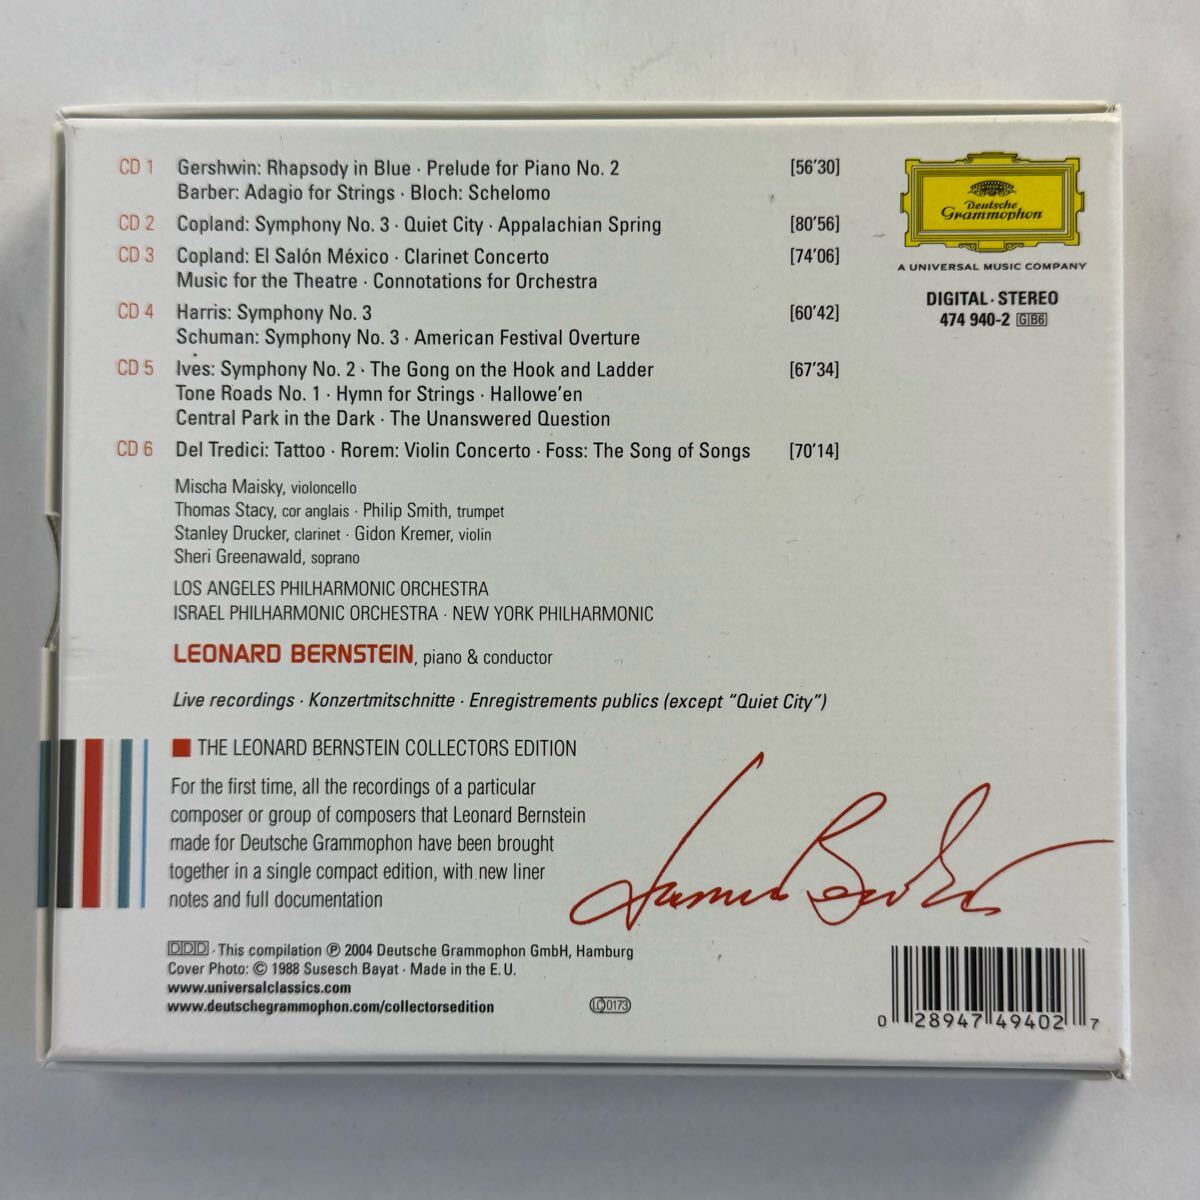 CD 1 Gershwin: Rhapsody in Blue · Prelude for Piano No. 2 [56'30]
Barber: Adagio for Strings · Bloch: Schelomo
CD 2 Copland: Symphony No. 3 · Quiet City · Appalachian Spring [80'56]
CD 3 Copland: El Salón México · Clarinet Concerto [74'06]
Music for the Theatre · Connotations for Orchestra
CD 4 Harris: Symphony No. 3 [60'42]
Schuman: Symphony No. 3 · American Festival Overture
CD 5 Ives: Symphony No. 2 · The Gong on the Hook and Ladder [67'34]
Tone Roads No. 1 · Hymn for Strings · Hallowe'en
Central Park in the Dark · The Unanswered Question
CD 6 Del Tredici: Tattoo · Rorem: Violin Concerto · Foss: The Song of Songs [70'14]
Deutsche
Grammophon
A UNIVERSAL MUSIC COMPANY
DIGITAL · STEREO
474 940-2 GB6
Mischa Maisky, violoncello
Thomas Stacy, cor anglais · Philip Smith, trumpet
Stanley Drucker, clarinet · Gidon Kremer, violin
Sheri Greenawald, soprano
LOS ANGELES PHILHARMONIC ORCHESTRA
ISRAEL PHILHARMONIC ORCHESTRA · NEW YORK PHILHARMONIC
LEONARD BERNSTEIN, piano & conductor
Live recordings · Konzertmitschnitte · Enregistrements publics (except "Quiet City")
THE LEONARD BERNSTEIN COLLECTORS EDITION
For the first time, all the recordings of a particular
composer or group of composers that Leonard Bernstein
made for Deutsche Grammophon have been brought
together in a single compact edition, with new liner
notes and full documentation
DDD · This compilation ℗ 2004 Deutsche Grammophon GmbH, Hamburg
Cover Photo: © 1988 Susesch Bayat · Made in the E. U.
www.universalclassics.com
www.deutschegrammophon.com/collectorsedition
LC 0173
Leonard Bernstein
0 28947 49402 7